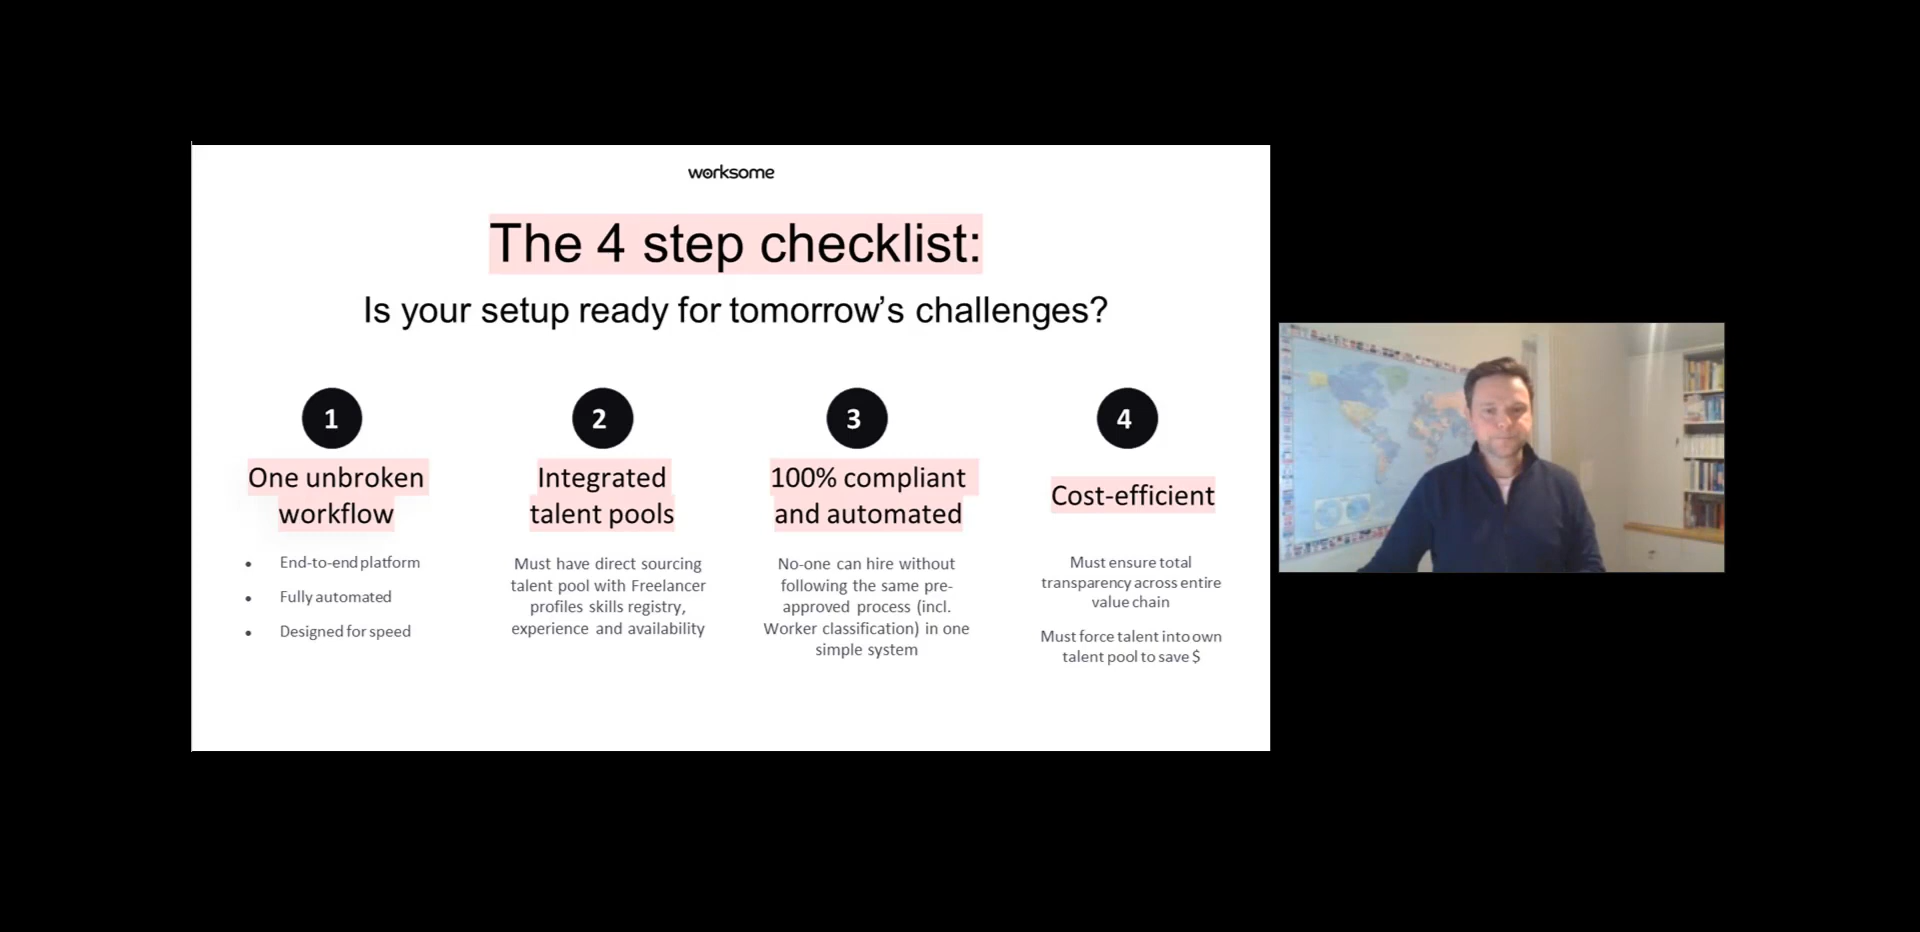 worksome
The 4 step checklist:
Is your setup ready for tomorrow’s challenges?
1
One unbroken
workflow
• End-to-end platform
• Fully automated
• Designed for speed
2
Integrated
talent pools
Must have direct sourcing
talent pool with Freelancer
profiles skills registry,
experience and availability
3
100% compliant
and automated
No-one can hire without
following the same pre-
approved process (incl.
Worker classification) in one
simple system
4
Cost-efficient
Must ensure total
transparency across entire
value chain
Must force talent into own
talent pool to save $